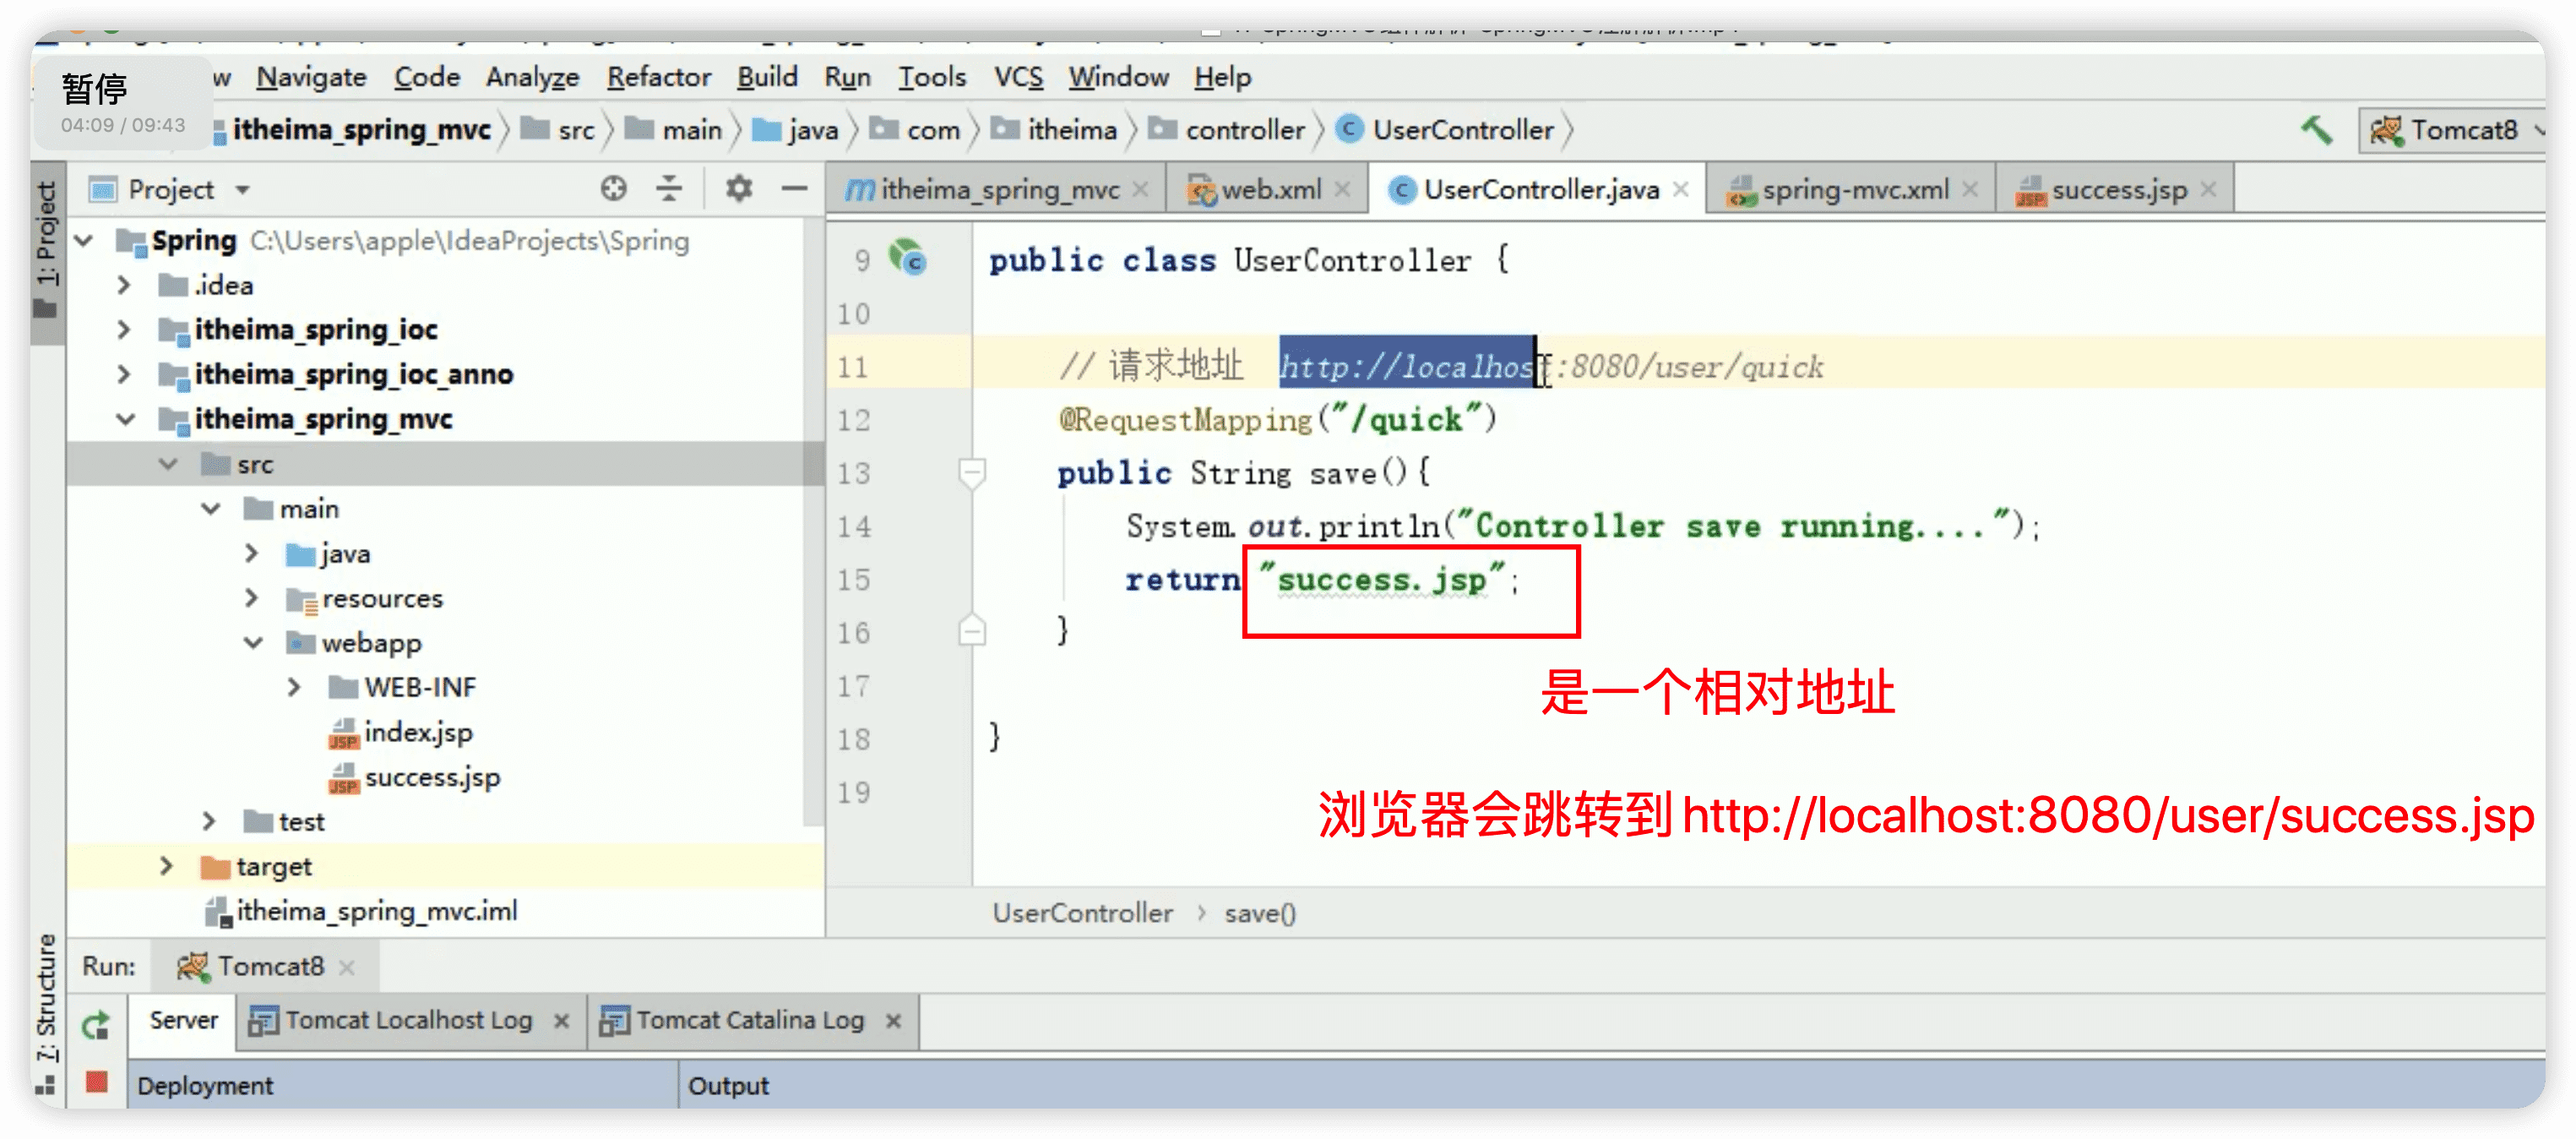 暂停
04:09 / 09:43
Navigate Code Analyze Refactor Build Run Tools VCS Window Help
itheima_spring_mvc src main java com itheima controller UserController
Tomcat8
1: Project
Project
itheima_spring_mvc web.xml UserController.java spring-mvc.xml success.jsp
Spring C:\Users\apple\IdeaProjects\Spring
.idea
itheima_spring_ioc
itheima_spring_ioc_anno
itheima_spring_mvc
src
main
java
resources
webapp
WEB-INF
index.jsp
success.jsp
test
target
itheima_spring_mvc.iml
9 public class UserController {
10
11 // 请求地址 http://localhost:8080/user/quick
12 @RequestMapping("/quick")
13 public String save(){
14 System.out.println("Controller save running....");
15 return "success.jsp";
16 }
17
18 }
19
是一个相对地址
浏览器会跳转到 http://localhost:8080/user/success.jsp
UserController save()
7: Structure
Run: Tomcat8
Server Tomcat Localhost Log Tomcat Catalina Log
Deployment Output